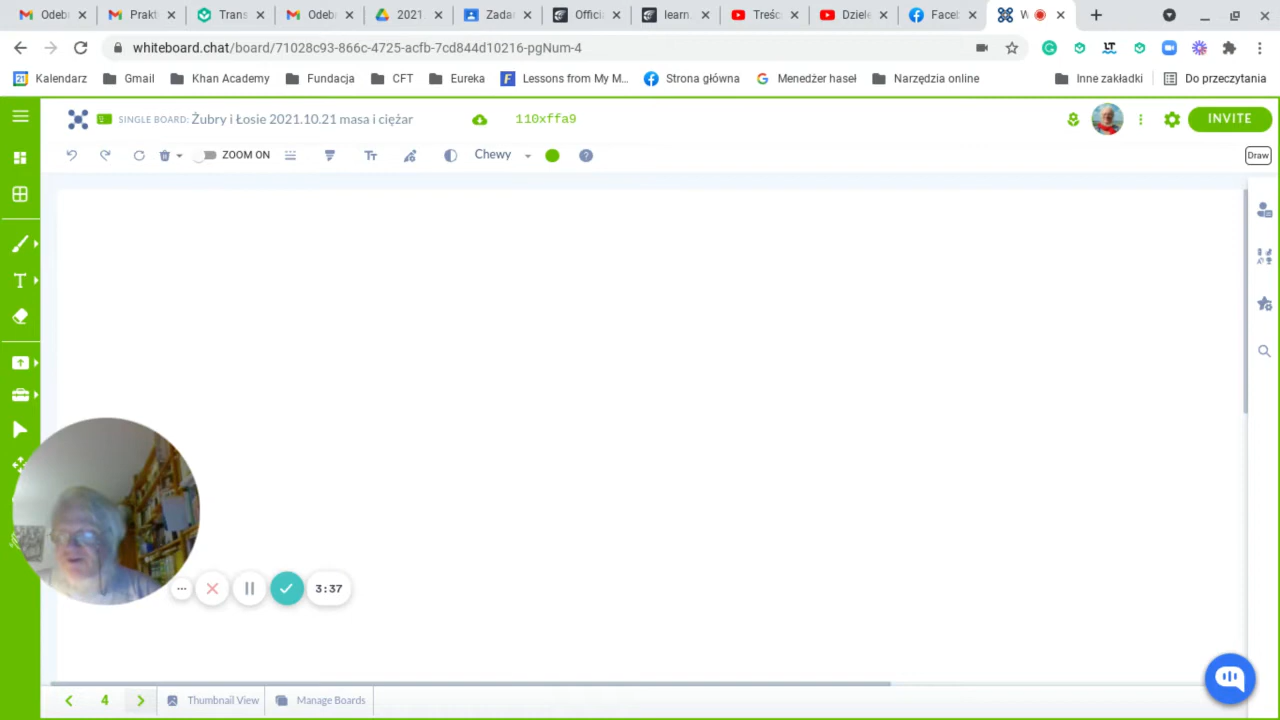 Odebr
Prakt
Trans
Odebr
2021
Zadar
Officia
learn.
Treśc
Dziele
Faceb
W
whiteboard.chat/board/71028c93-866c-4725-acfb-7cd844d10216-pgNum-4
Kalendarz
Gmail
Khan Academy
Fundacja
CFT
Eureka
Lessons from My M...
Strona główna
Menedżer haseł
Narzędzia online
Inne zakładki
Do przeczytania
SINGLE BOARD: Żubry i Łosie 2021.10.21 masa i ciężar
110xffa9
INVITE
ZOOM ON
Chewy
Draw
3:37
4
Thumbnail View
Manage Boards